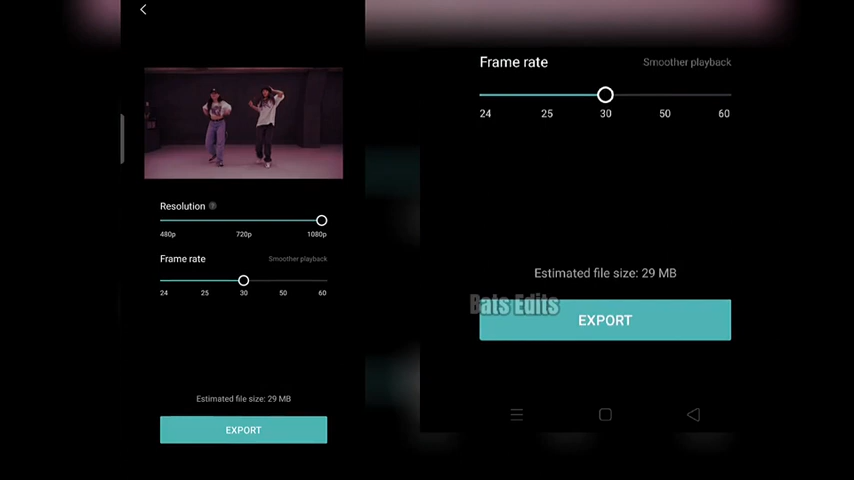 Resolution ?
480p 720p 1080p
Frame rate Smoother playback
24 25 30 50 60
Estimated file size: 29 MB
EXPORT
Frame rate Smoother playback
24 25 30 50 60
Estimated file size: 29 MB
Bats Edits
EXPORT